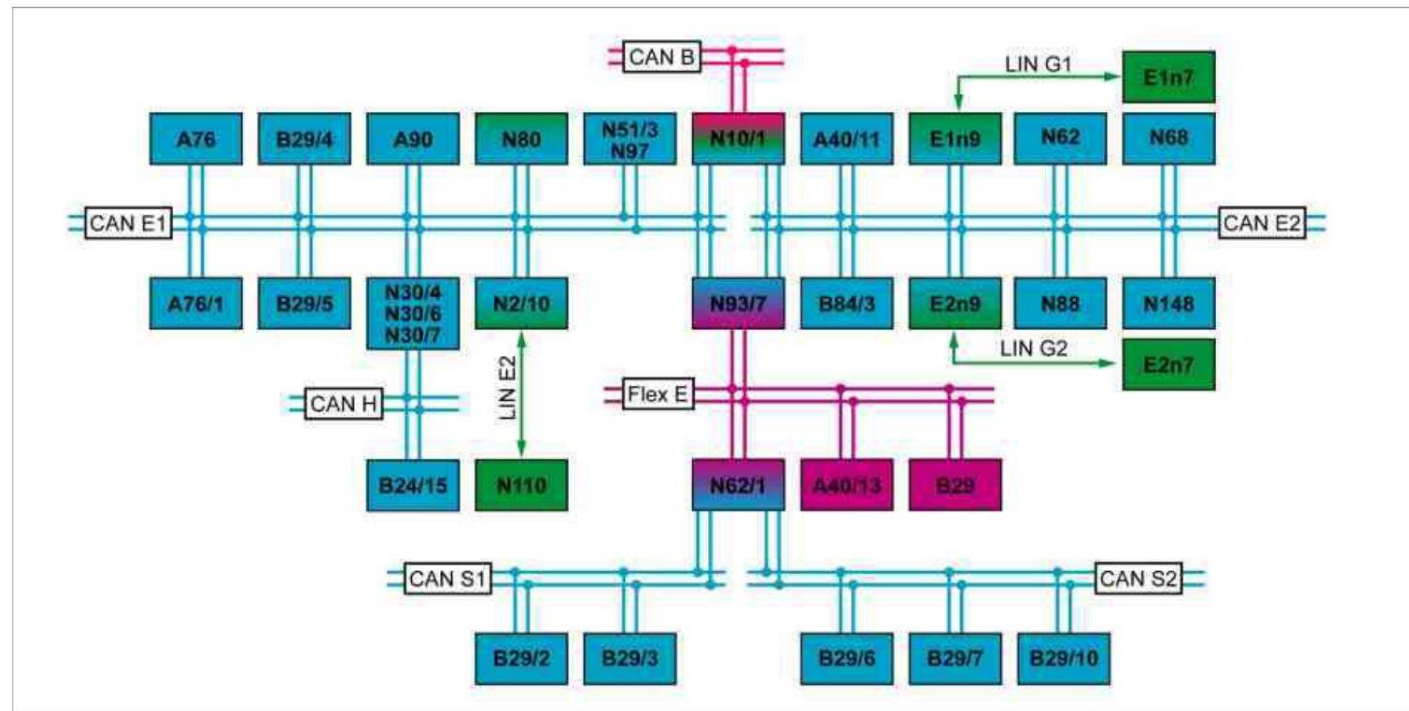 CAN B
LIN G1
E1n7
A76
B29/4
A90
N80
N51/3
N97
N10/1
A40/11
E1n9
N62
N68
CAN E1
CAN E2
A76/1
B29/5
N30/4
N30/6
N30/7
N2/10
N93/7
B84/3
E2n9
N88
N148
LIN G2
E2n7
LIN E2
CAN H
Flex E
B24/15
N110
N62/1
A40/13
B29
CAN S1
CAN S2
B29/2
B29/3
B29/6
B29/7
B29/10